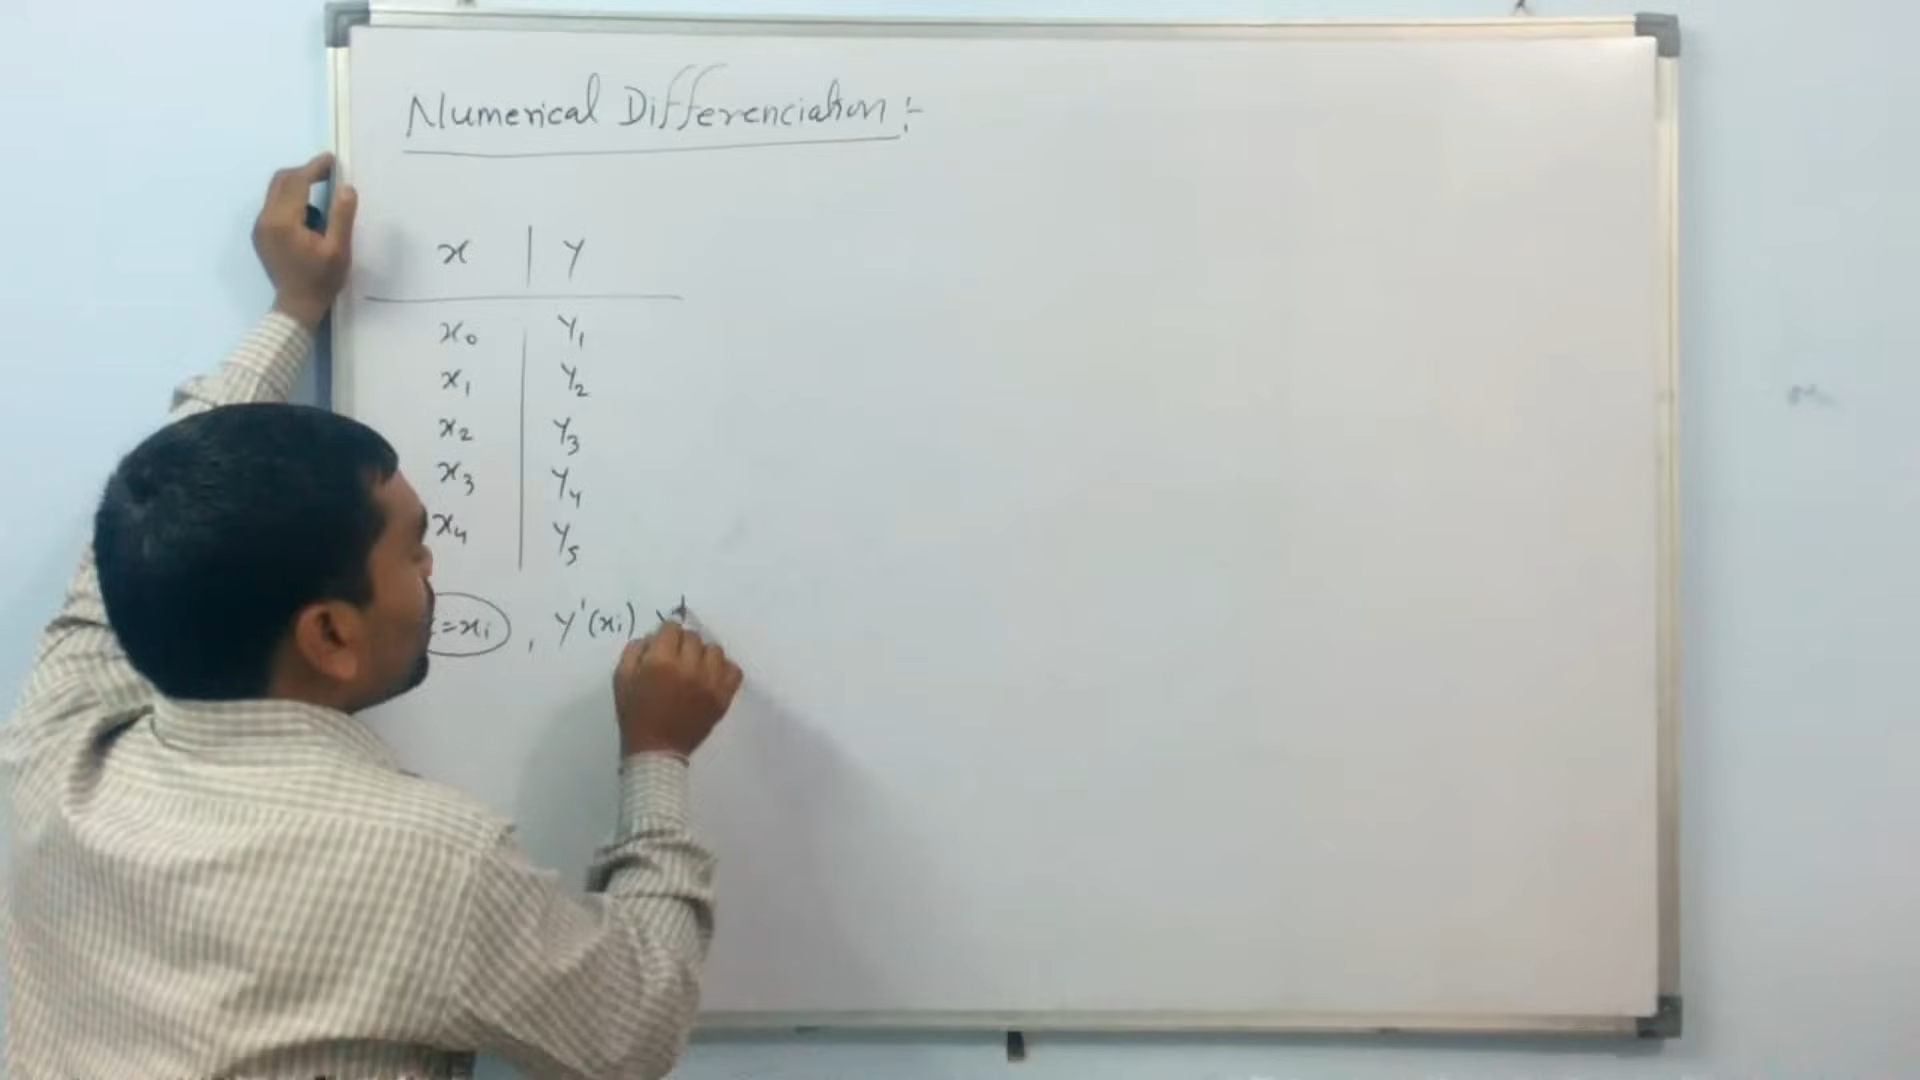 Numerical Differenciation :-
x | y
x0 y1
x1 y2
x2 y3
x3 y4
x4 y5
=xi , y'(xi)